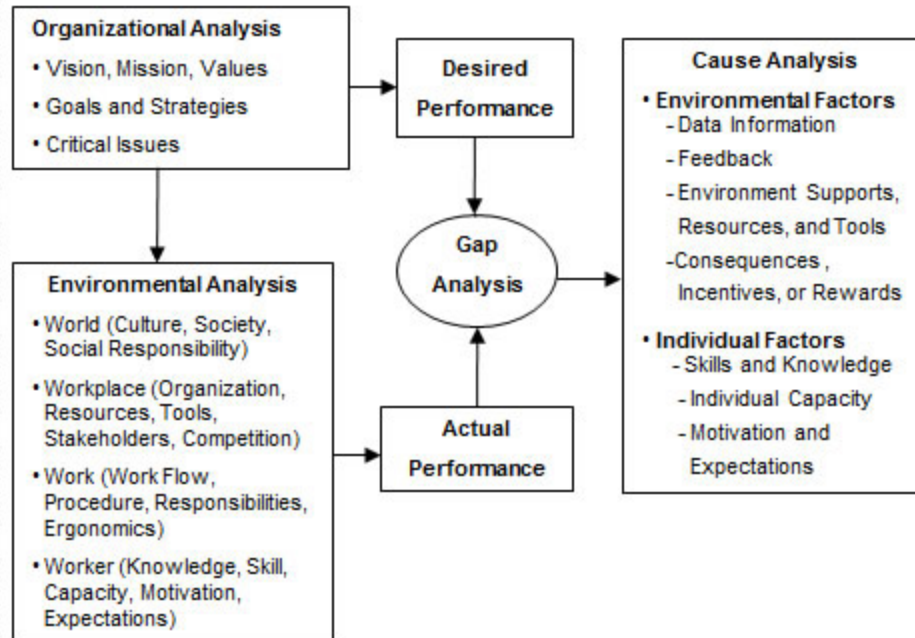 Organizational Analysis
• Vision, Mission, Values
• Goals and Strategies
• Critical Issues
Desired
Performance
Environmental Analysis
• World (Culture, Society,
Social Responsibility)
• Workplace (Organization,
Resources, Tools,
Stakeholders, Competition)
• Work (Work Flow,
Procedure, Responsibilities,
Ergonomics)
• Worker (Knowledge, Skill,
Capacity, Motivation,
Expectations)
Gap
Analysis
Actual
Performance
Cause Analysis
• Environmental Factors
- Data Information
- Feedback
- Environment Supports,
Resources, and Tools
-Consequences ,
Incentives, or Rewards
• Individual Factors
- Skills and Knowledge
- Individual Capacity
- Motivation and
Expectations